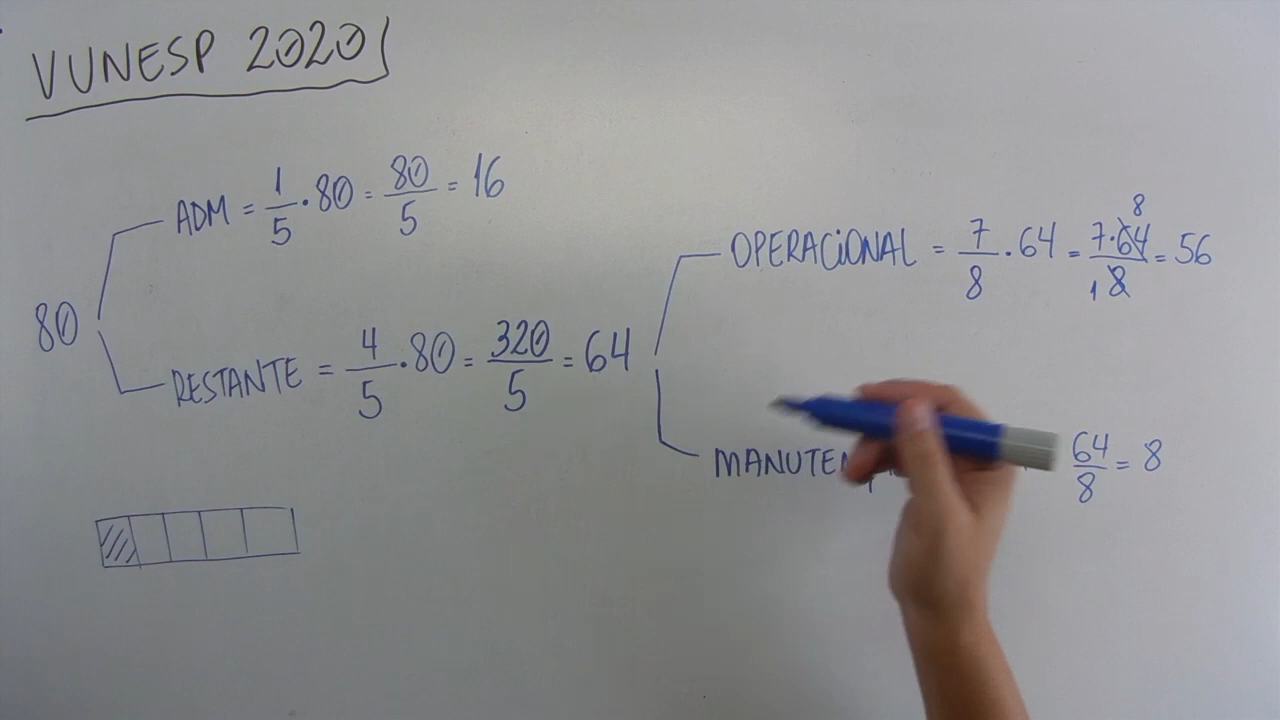 VUNESP 2020
ADM = 1/5 · 80 = 80/5 = 16
80
RESTANTE = 4/5 · 80 = 320/5 = 64
OPERACIONAL = 7/8 · 64 = 7·64/8 = 56
8
1
64/8 = 8